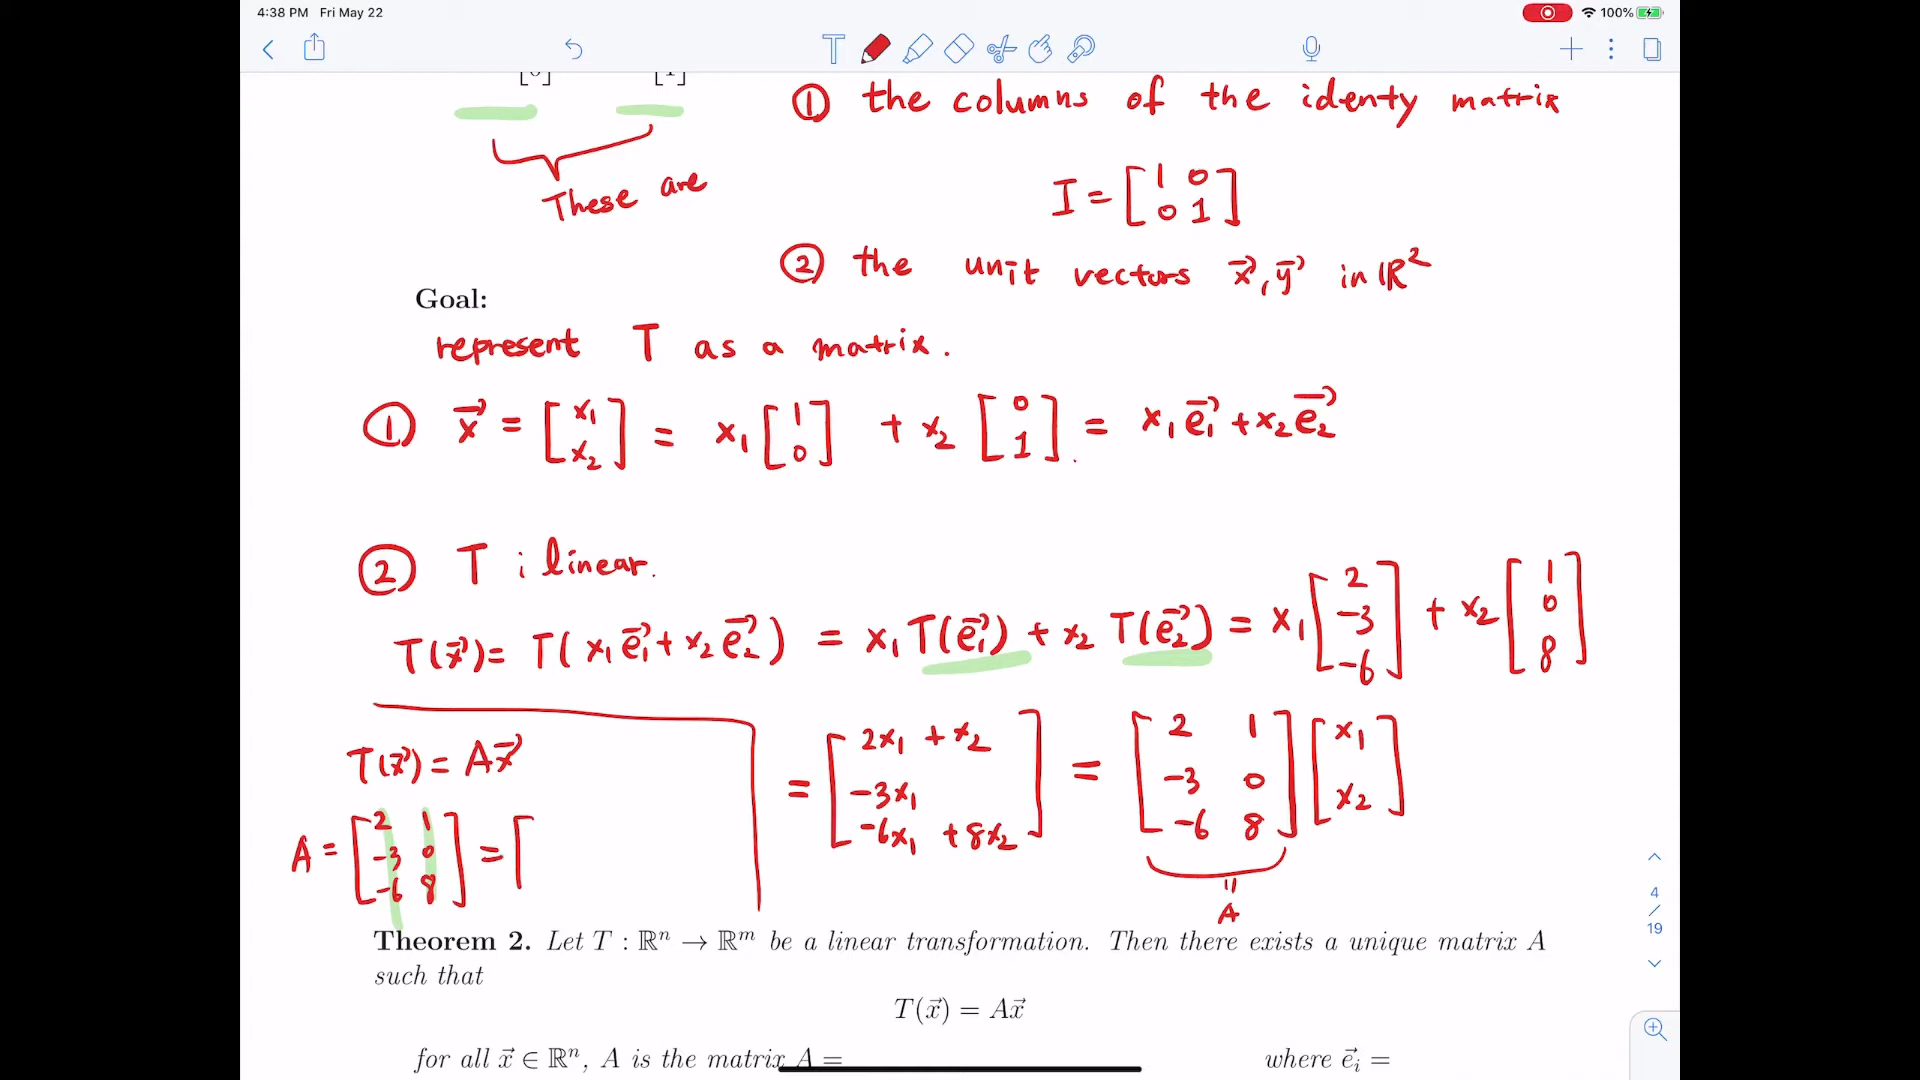 4:38 PM Fri May 22
100%
① the columns of the identy matrix
These are
I = [1 0; 0 1]
② the unit vectors x⃗, y⃗ in ℝ²
Goal:
represent T as a matrix.
① x⃗ = [x₁; x₂] = x₁ [1; 0] + x₂ [0; 1] = x₁e⃗₁ + x₂e⃗₂
② T i linear.
T(x⃗) = T(x₁e⃗₁ + x₂e⃗₂) = x₁T(e⃗₁) + x₂T(e⃗₂) = x₁ [2; -3; -6] + x₂ [1; 0; 8]
= [2x₁ + x₂; -3x₁; -6x₁ + 8x₂] = [2 1; -3 0; -6 8] [x₁; x₂]
T(x⃗) = Ax⃗
A = [2 1; -3 0; -6 8] = [
"
A
4
/
19
Theorem 2. Let T : ℝⁿ → ℝᵐ be a linear transformation. Then there exists a unique matrix A
such that
T(x⃗) = Ax⃗
for all x⃗ ∈ ℝⁿ, A is the matrix A = where e⃗ᵢ =